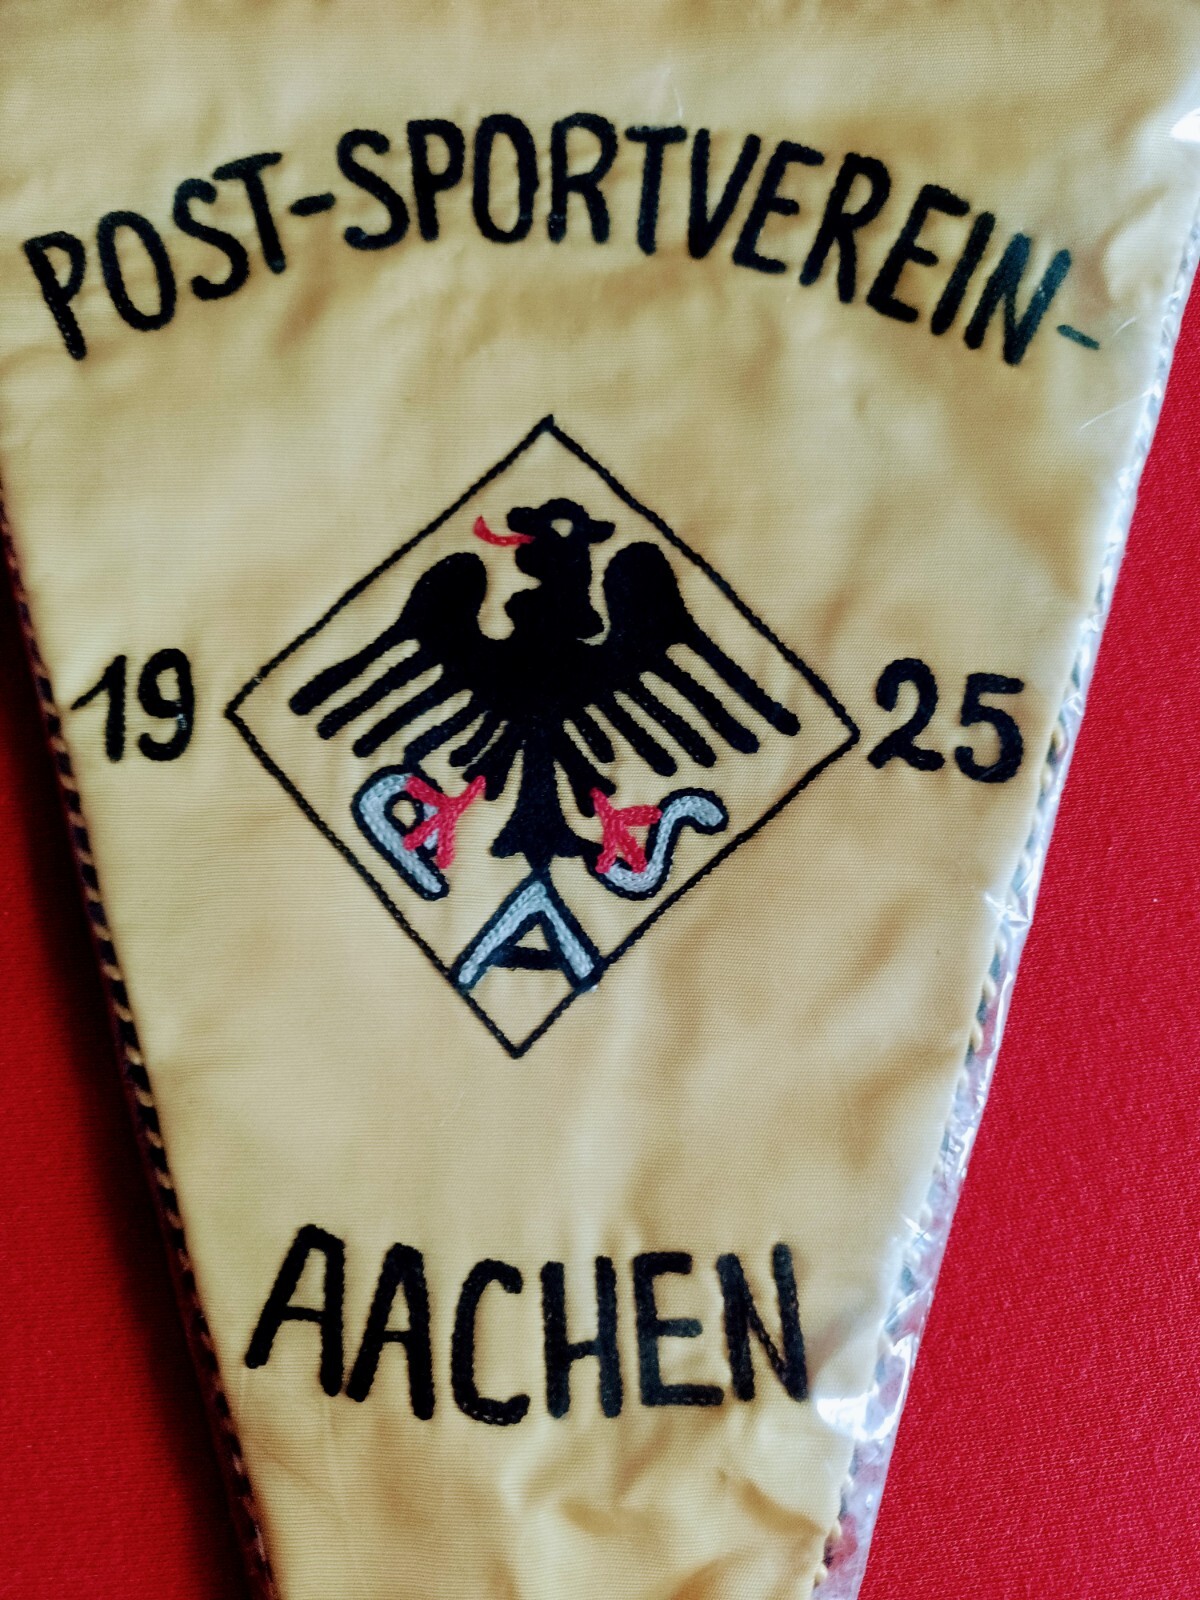 POST-SPORTVEREIN-
19 25
P S
A
AACHEN